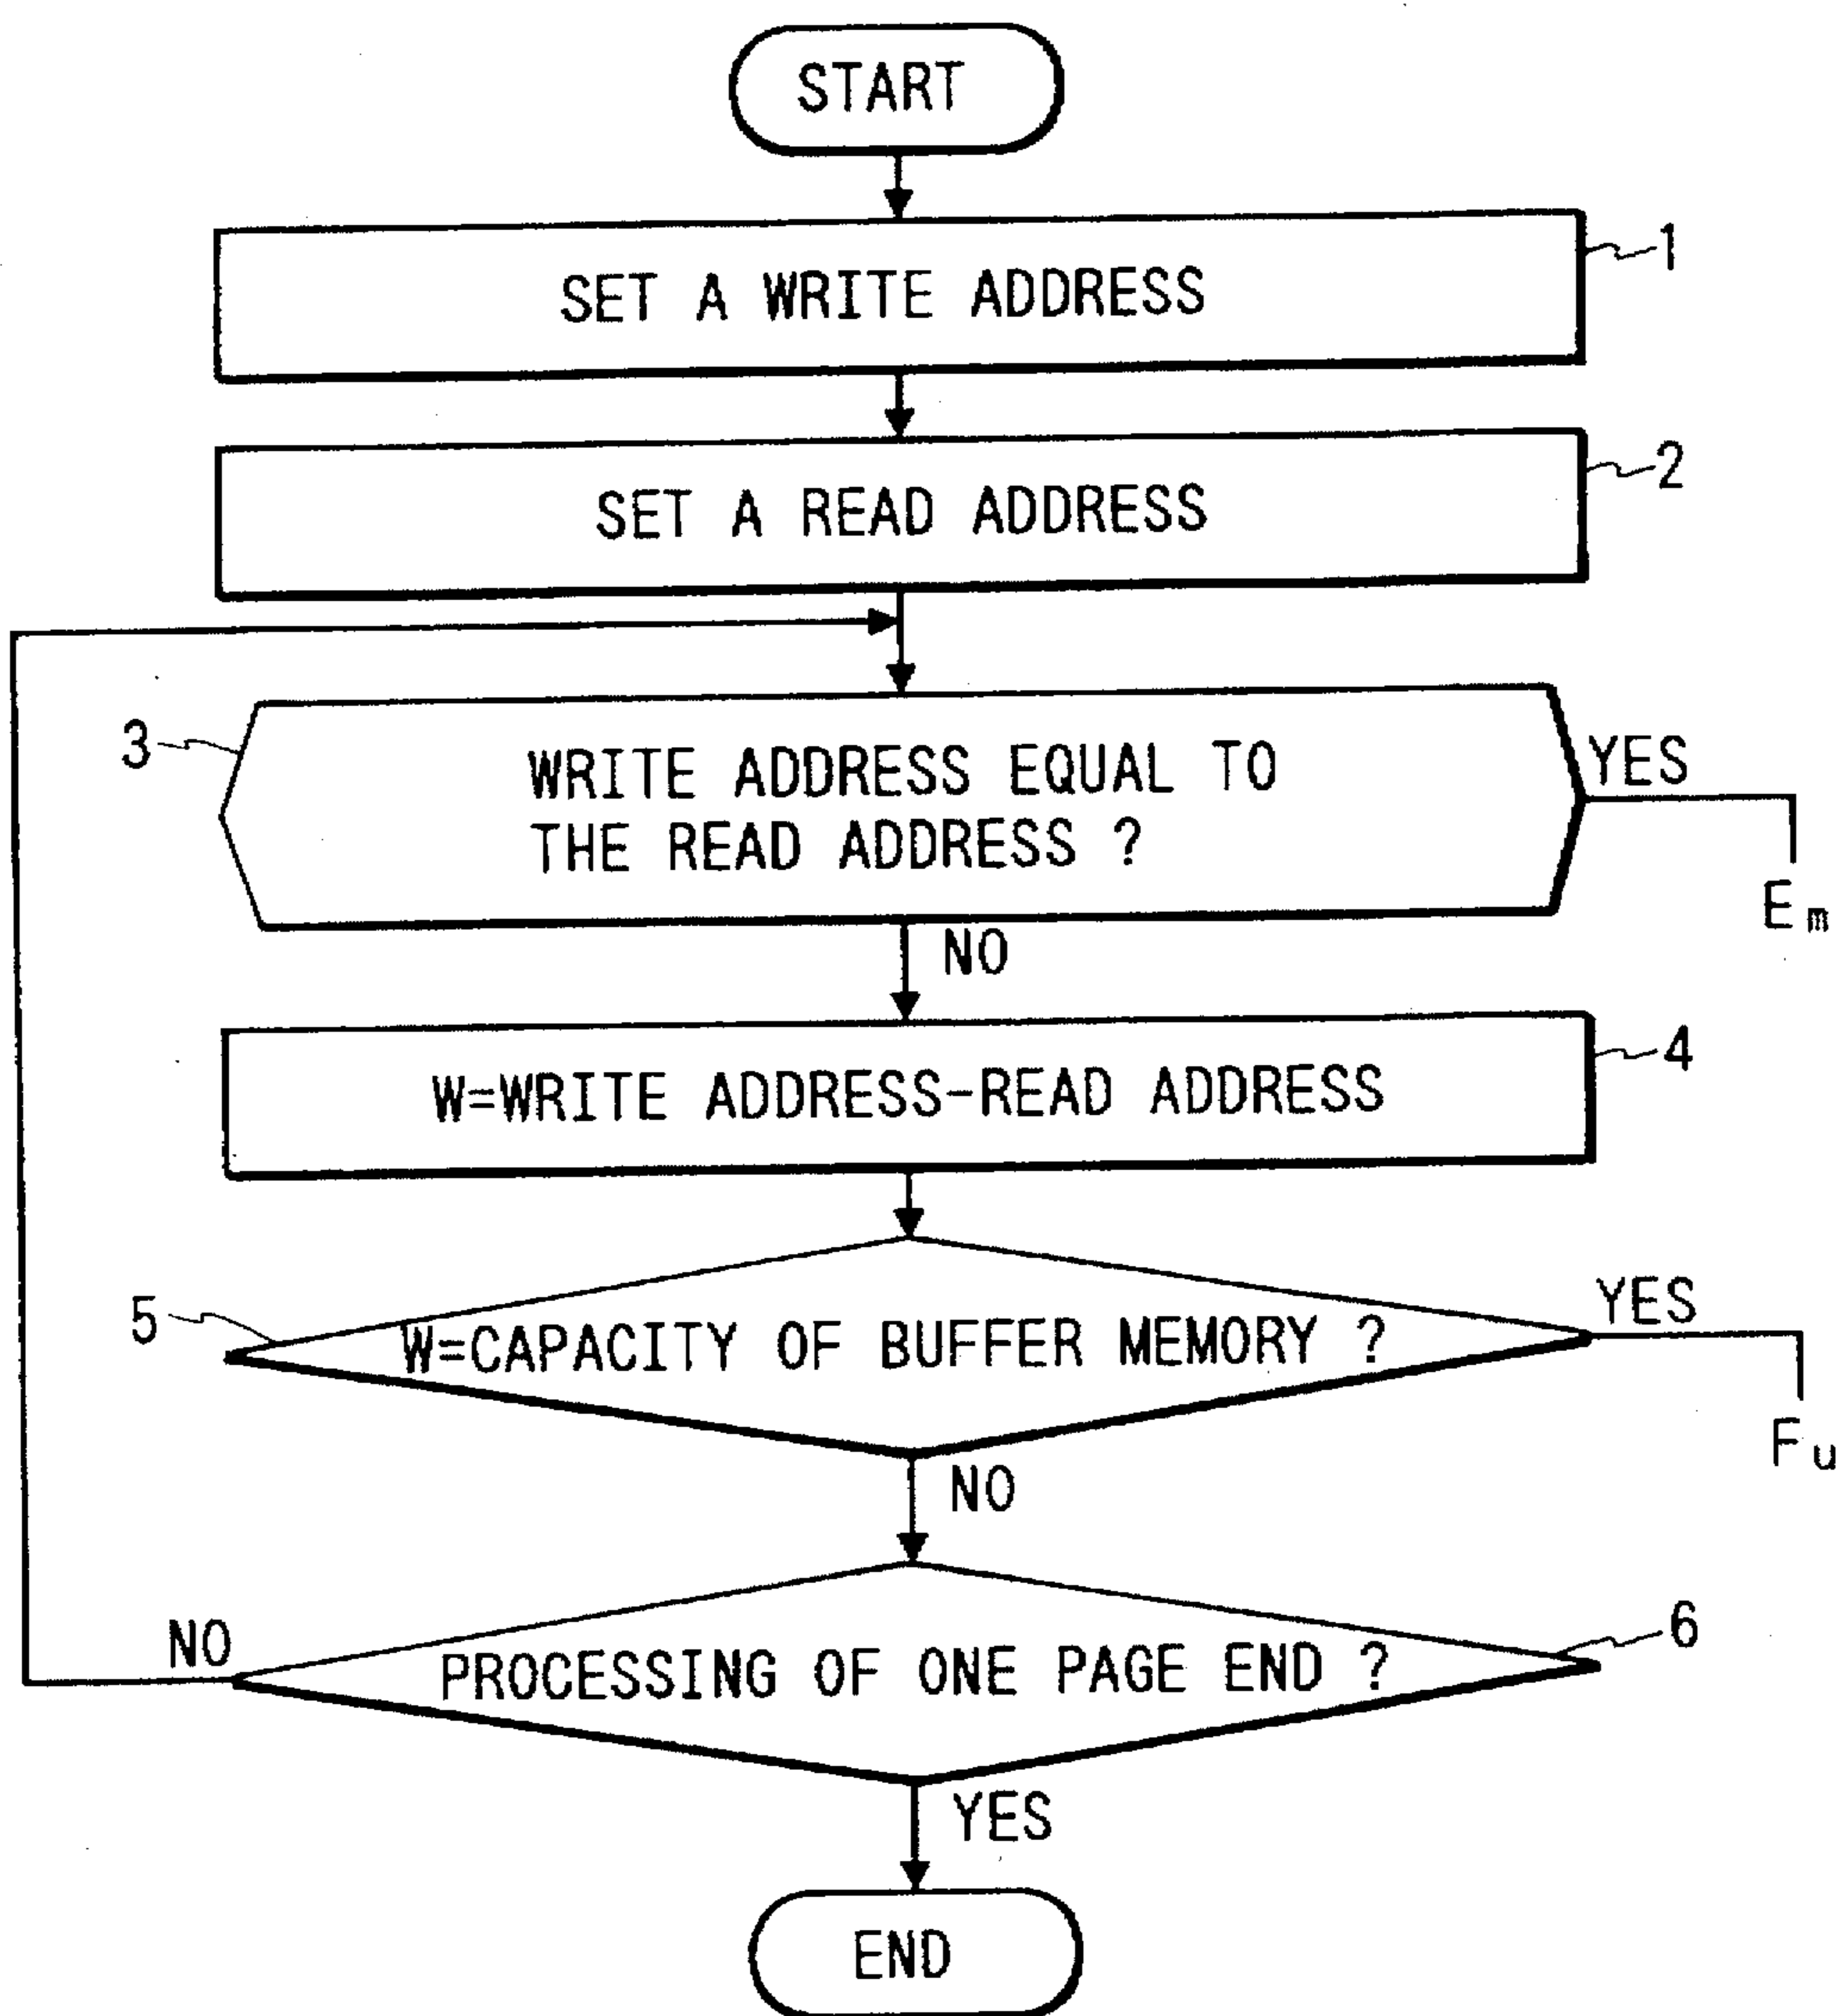 START
SET A WRITE ADDRESS
1
SET A READ ADDRESS
2
3
WRITE ADDRESS EQUAL TO
THE READ ADDRESS ?
YES
Em
NO
W=WRITE ADDRESS-READ ADDRESS
4
5
W=CAPACITY OF BUFFER MEMORY ?
YES
Fu
NO
NO
PROCESSING OF ONE PAGE END ?
6
YES
END